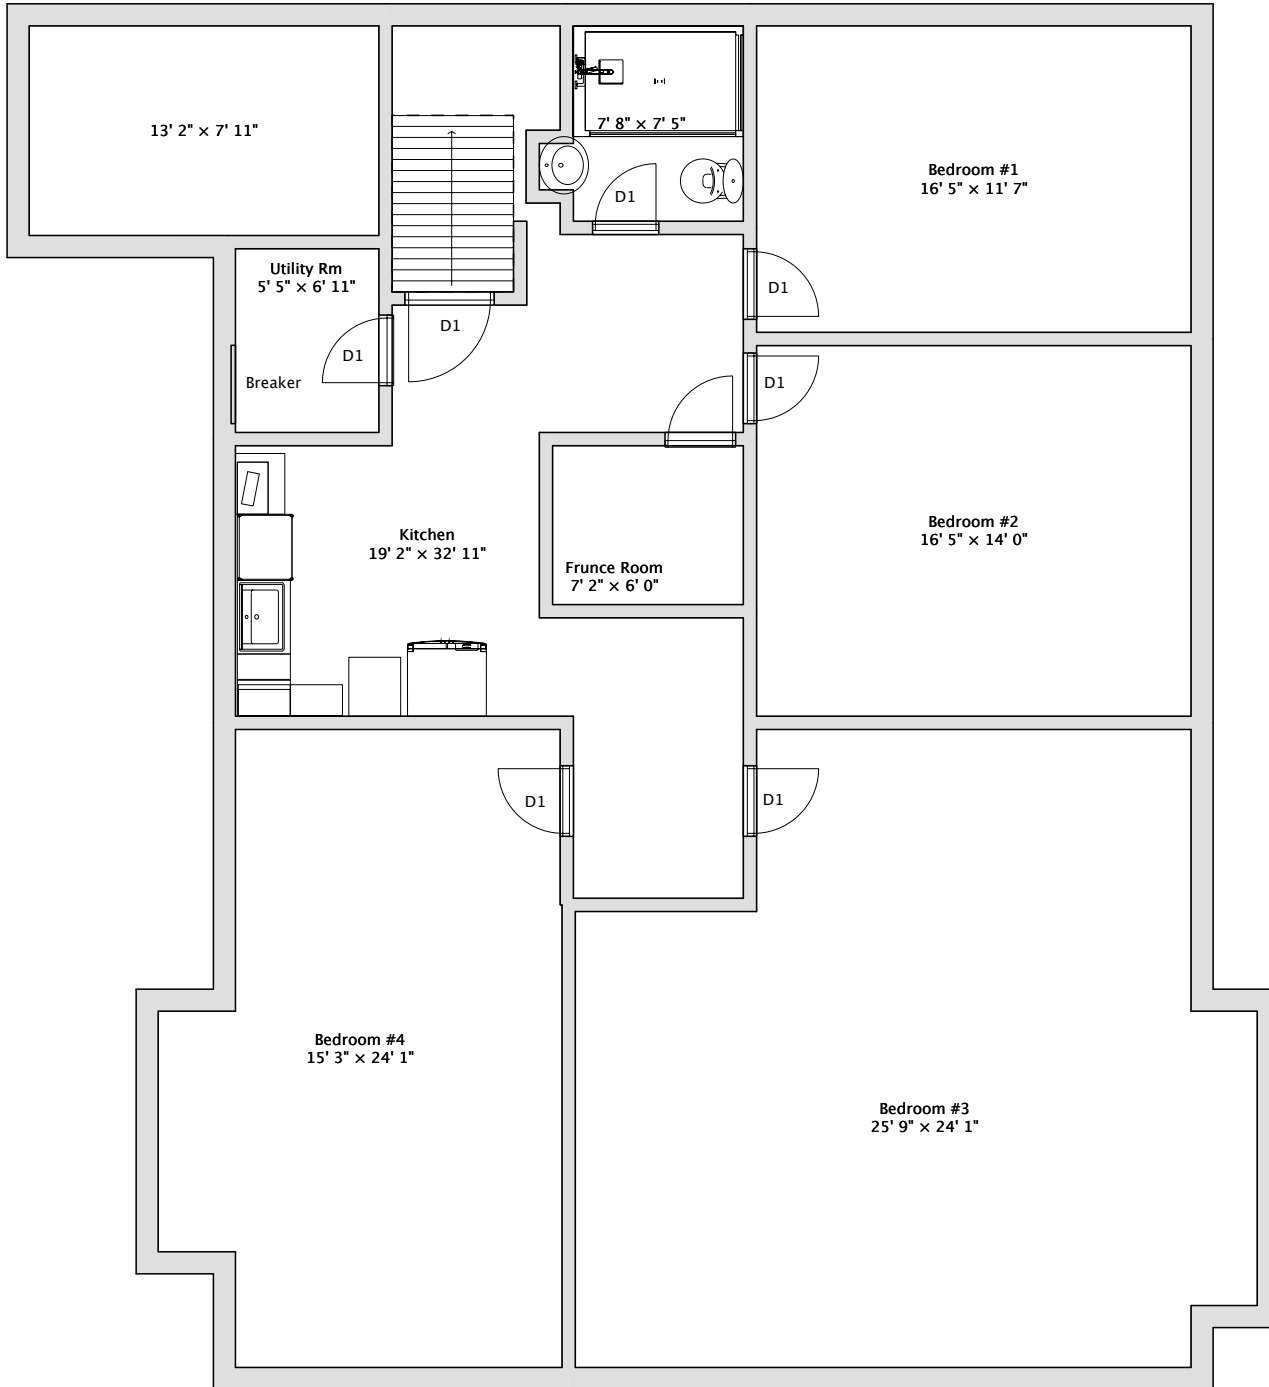 13' 2" × 7' 11"
7' 8" × 7' 5"
D1
Bedroom #1
16' 5" × 11' 7"
Utility Rm
5' 5" × 6' 11"
D1
D1
D1
Breaker
D1
Bedroom #2
16' 5" × 14' 0"
Kitchen
19' 2" × 32' 11"
Frunce Room
7' 2" × 6' 0"
D1
D1
Bedroom #4
15' 3" × 24' 1"
Bedroom #3
25' 9" × 24' 1"